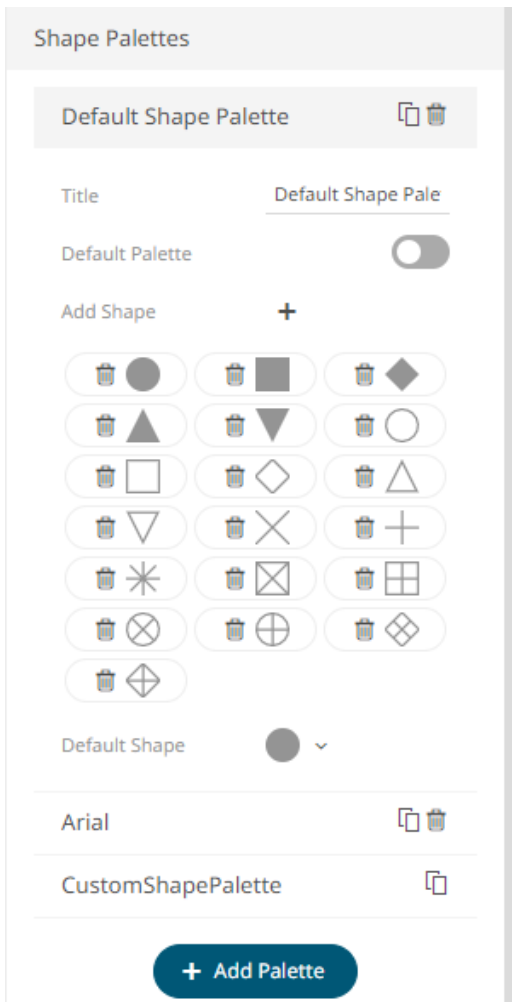 Shape Palettes
Default Shape Palette
Title Default Shape Pale
Default Palette
Add Shape +
Default Shape
Arial
CustomShapePalette
+ Add Palette